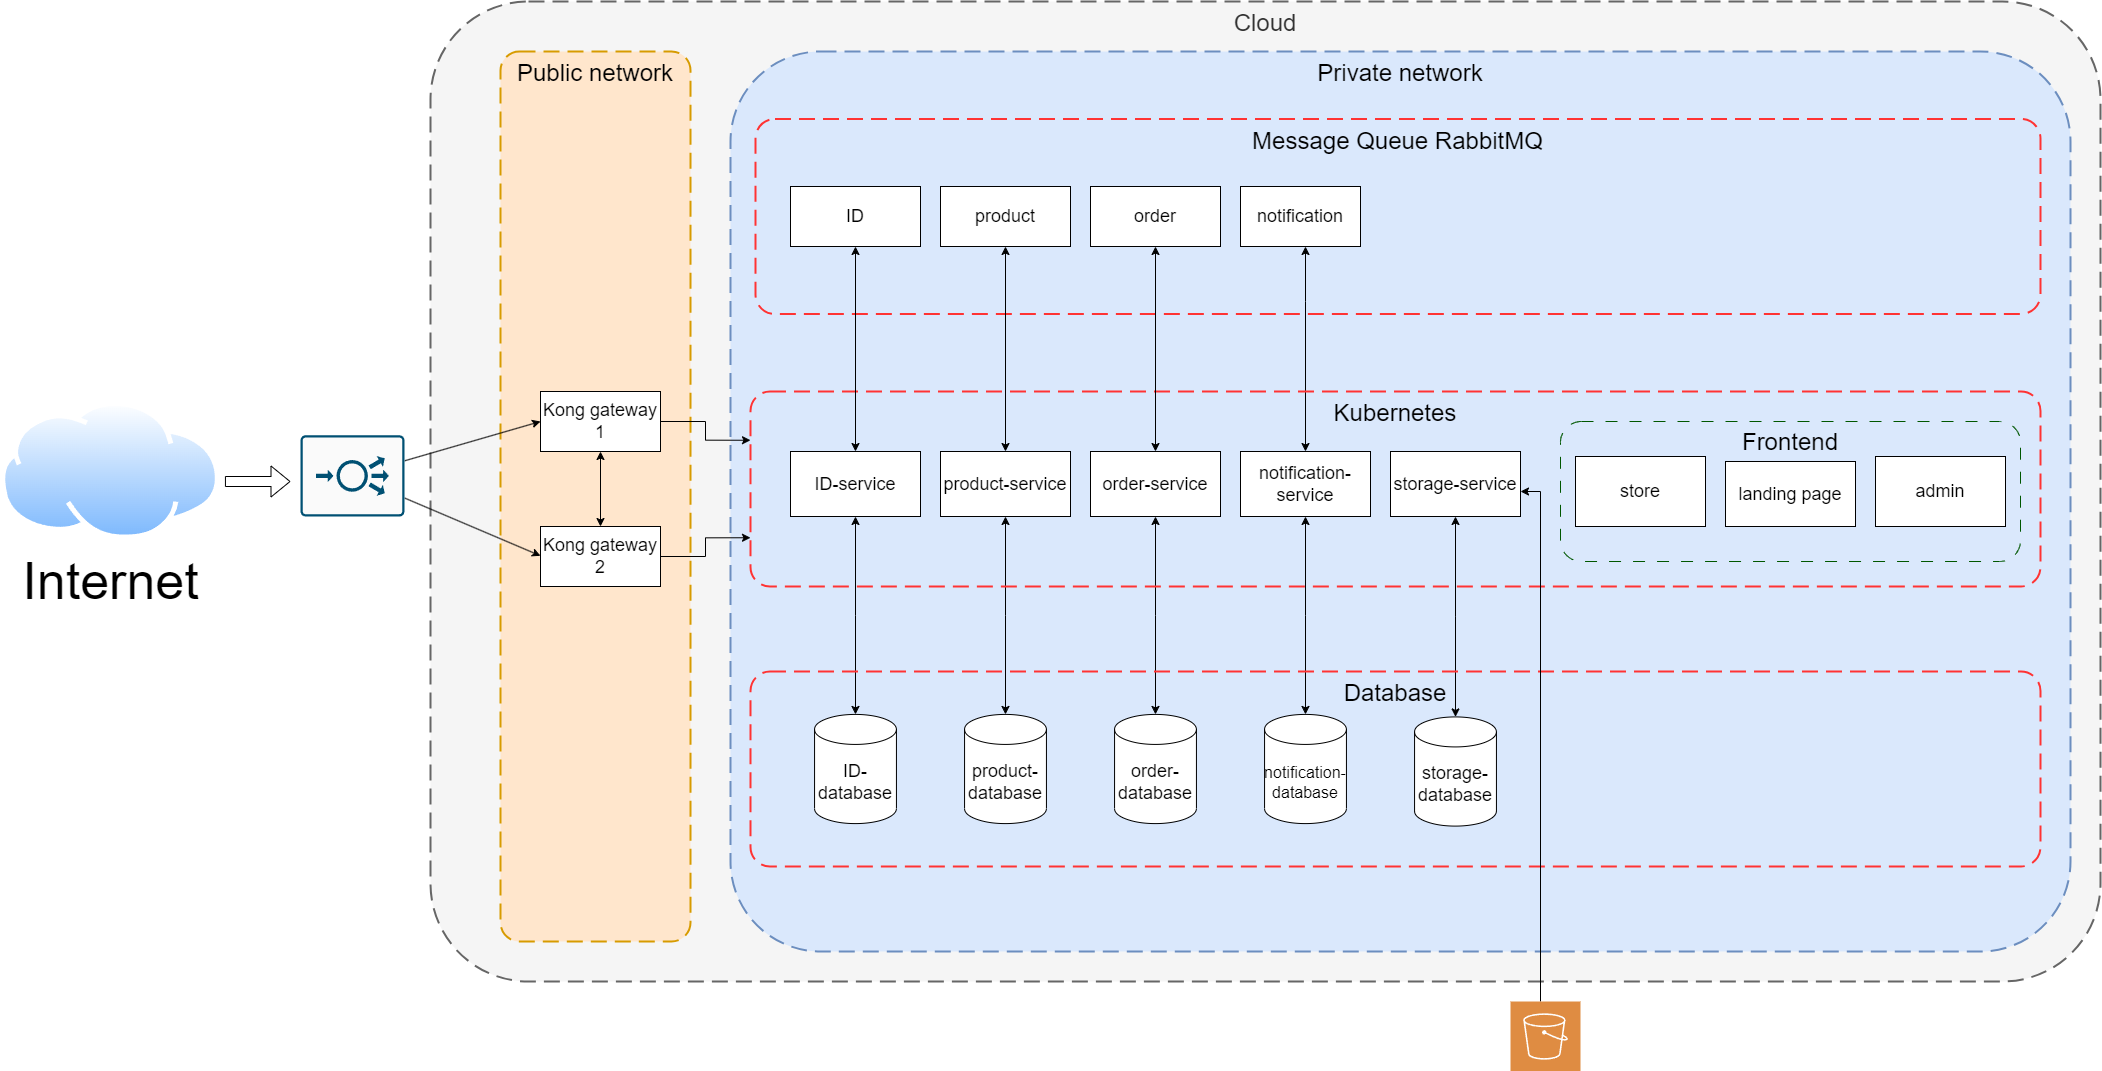 Cloud
Public network
Private network
Message Queue RabbitMQ
ID
product
order
notification
Kubernetes
Kong gateway
1
Kong gateway
2
Internet
ID-service
product-service
order-service
notification-
service
storage-service
Frontend
store
landing page
admin
Database
ID-
database
product-
database
order-
database
notification-
database
storage-
database